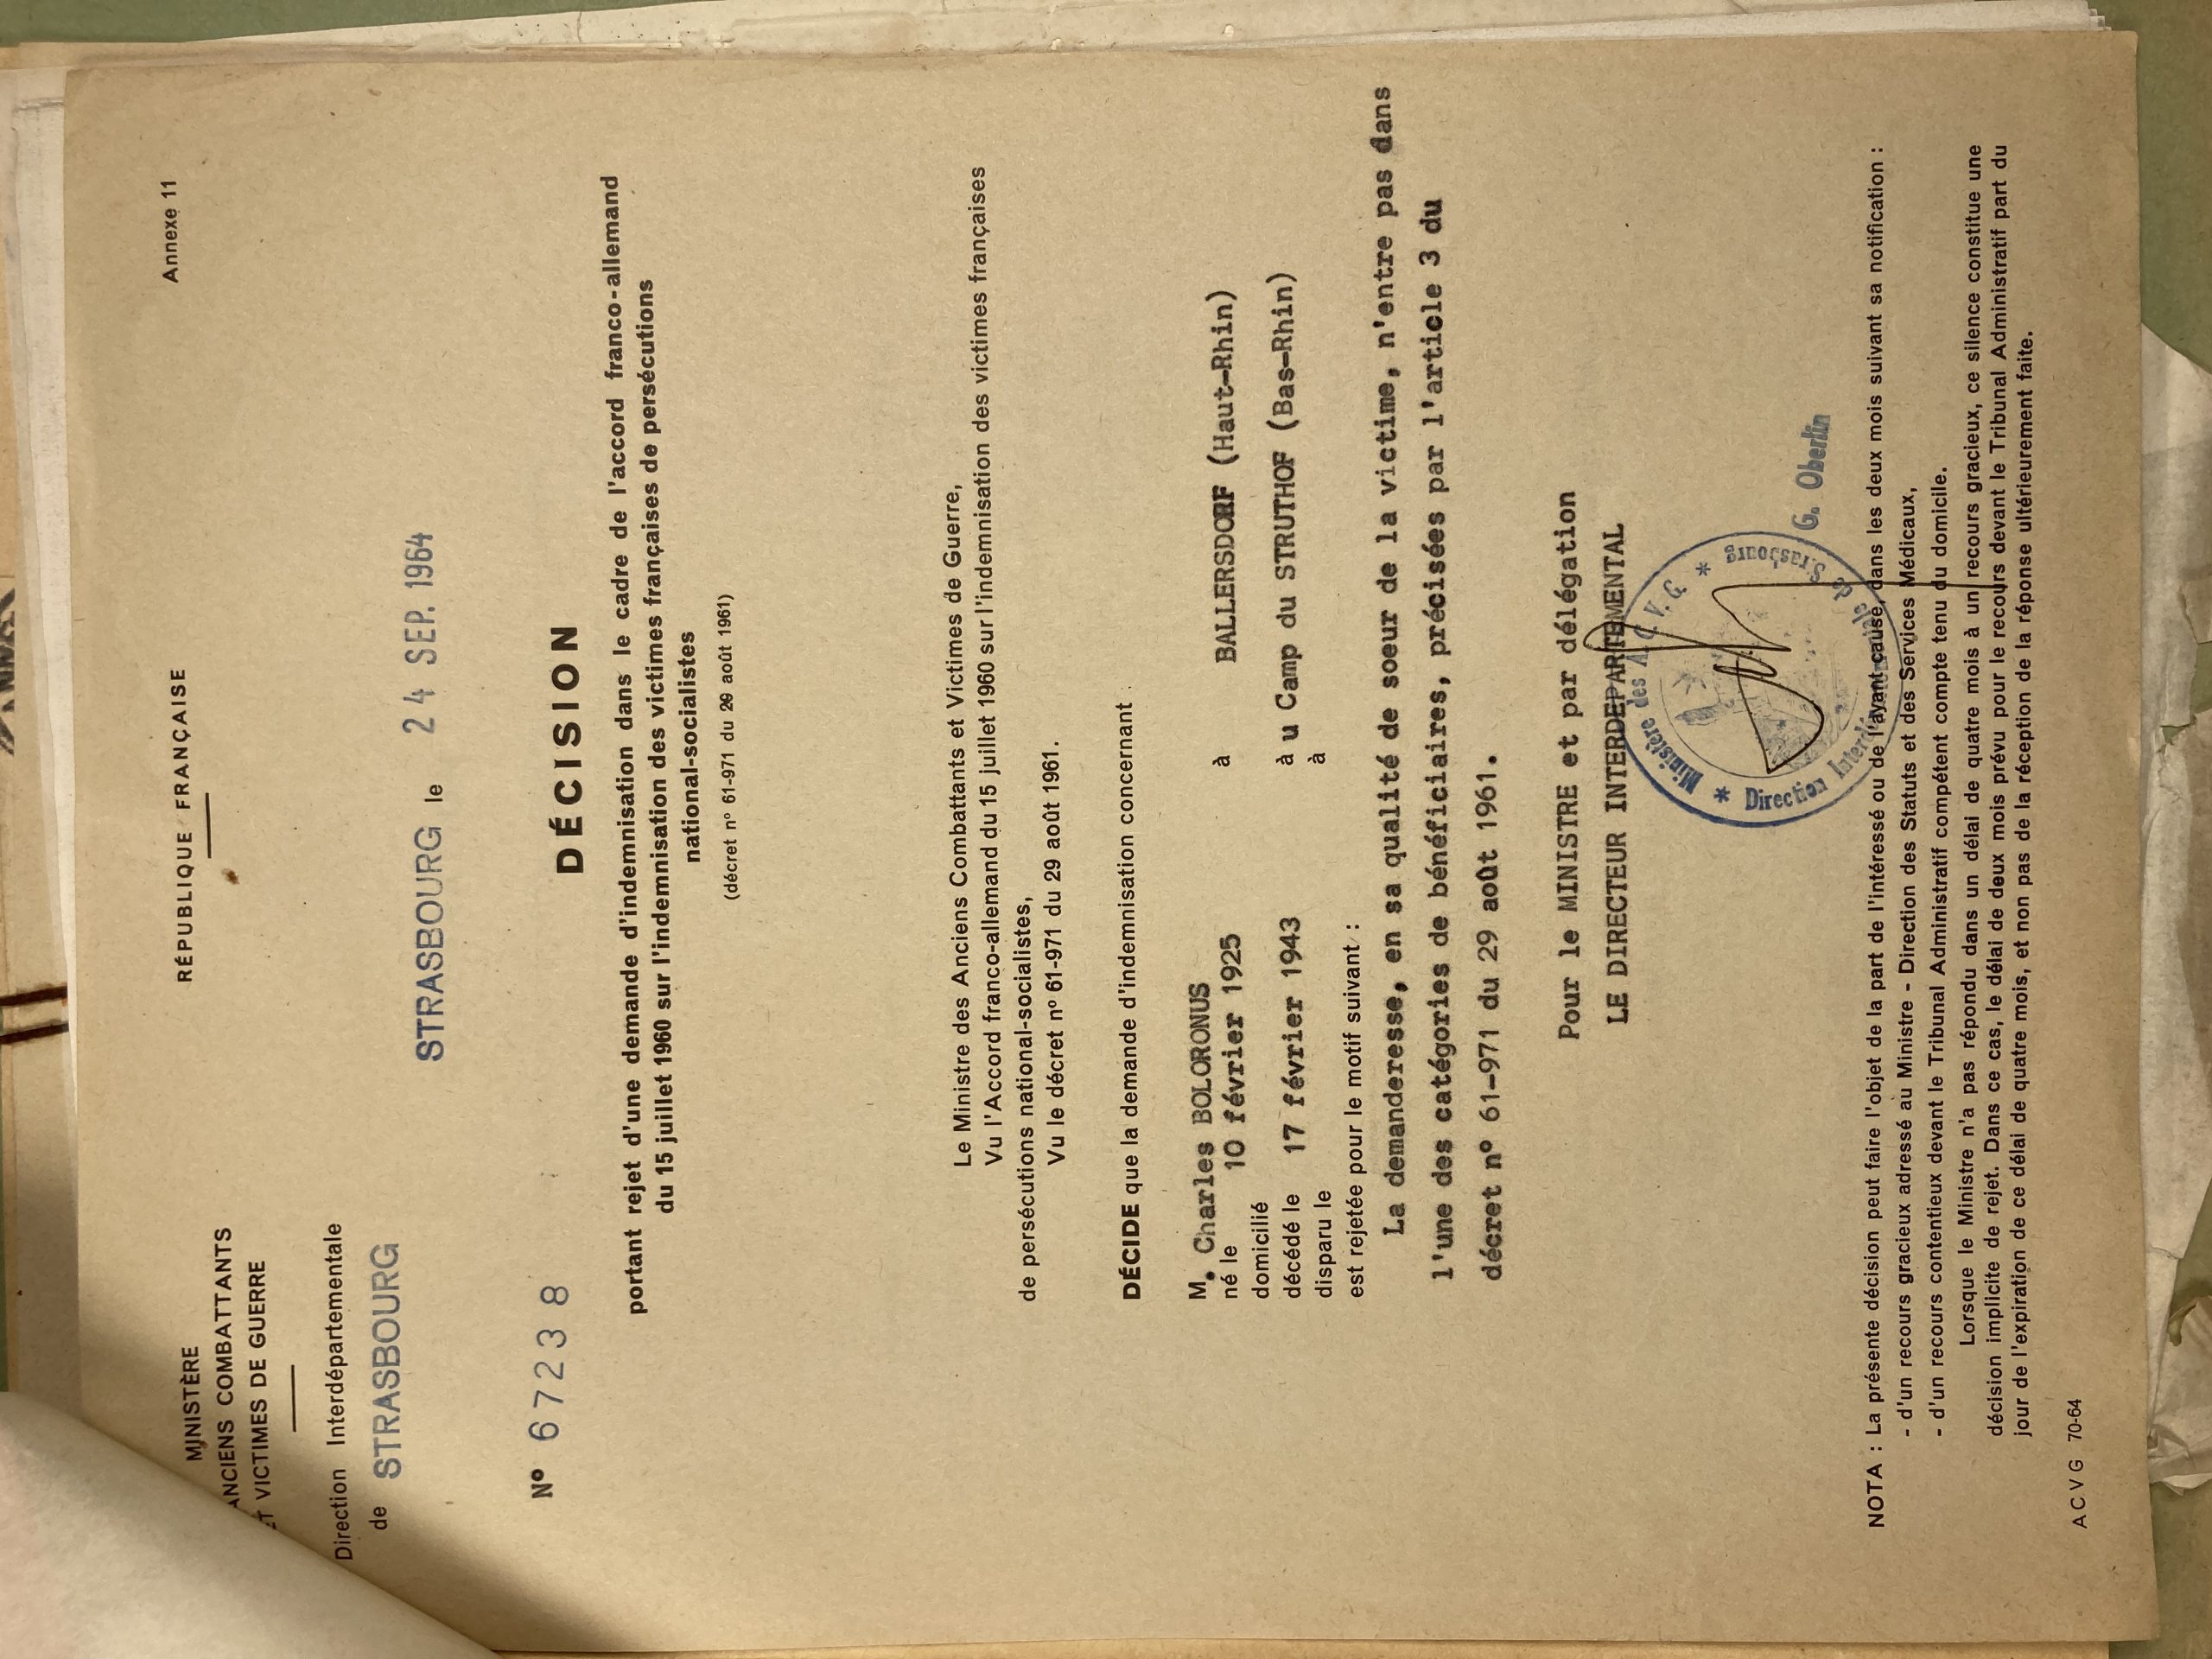 Annexe 11
RÉPUBLIQUE FRANÇAISE
MINISTÈRE
ANCIENS COMBATTANTS
ET VICTIMES DE GUERRE
Direction Interdépartementale
de STRASBOURG
STRASBOURG le 24 SEP. 1964
N° 67238
DÉCISION
portant rejet d'une demande d'indemnisation dans le cadre de l'accord franco-allemand
du 15 juillet 1960 sur l'indemnisation des victimes françaises de persécutions
national-socialistes
(décret n° 61-971 du 29 août 1961)
Le Ministre des Anciens Combattants et Victimes de Guerre,
Vu l'Accord franco-allemand du 15 juillet 1960 sur l'indemnisation des victimes françaises
de persécutions national-socialistes,
Vu le décret n° 61-971 du 29 août 1961.
DÉCIDE que la demande d'indemnisation concernant
M. Charles BOLORONUS
né le 10 février 1925 à BALLERSDORF (Haut-Rhin)
domicilié
décédé le 17 février 1943 à u Camp du STRUTHOF (Bas-Rhin)
disparu le à
est rejetée pour le motif suivant :
La demanderesse, en sa qualité de soeur de la victime, n'entre pas dans
l'une des catégories de bénéficiaires, précisées par l'article 3 du
décret n° 61-971 du 29 août 1961.
Pour le MINISTRE et par délégation
LE DIRECTEUR INTERDEPARTEMENTAL
Ministère des A. C. V. G. * Direction Interdépartementale de Strasbourg *
G. Oberlin
NOTA : La présente décision peut faire l'objet de la part de l'intéressé ou de l'ayant cause, dans les deux mois suivant sa notification :
- d'un recours gracieux adressé au Ministre - Direction des Statuts et des Services Médicaux,
- d'un recours contentieux devant le Tribunal Administratif compétent compte tenu du domicile.
Lorsque le Ministre n'a pas répondu dans un délai de quatre mois à un recours gracieux, ce silence constitue une
décision implicite de rejet. Dans ce cas, le délai de deux mois prévu pour le recours devant le Tribunal Administratif part du
jour de l'expiration de ce délai de quatre mois, et non pas de la réception de la réponse ultérieurement faite.
A C V G 70-64